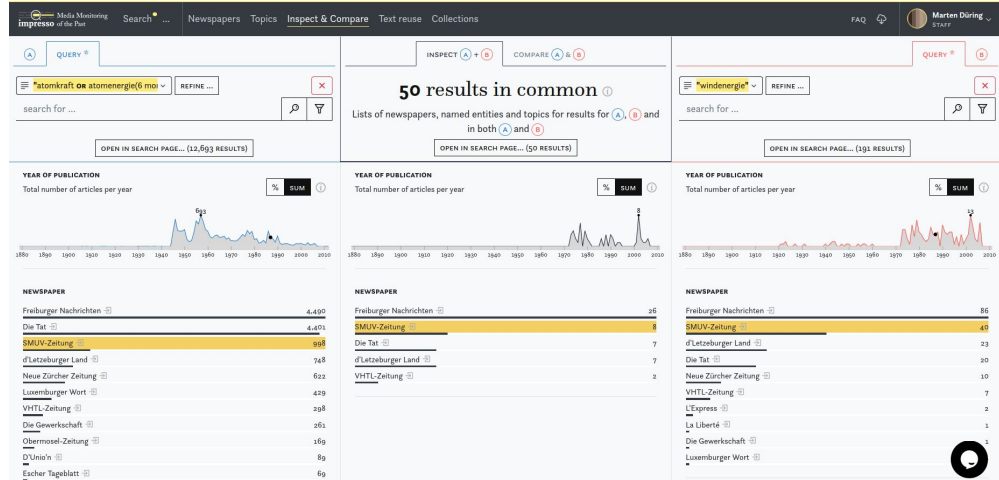 impresso Media Monitoring of the Past
Search ... Newspapers Topics Inspect & Compare Text reuse Collections
FAQ Marten Düring
STAFF
A QUERY *
"atomkraft OR atomenergie(6 mo
REFINE ...
search for ...
OPEN IN SEARCH PAGE... (12,693 RESULTS)
YEAR OF PUBLICATION
Total number of articles per year
% SUM
693
1880 1890 1900 1910 1920 1930 1940 1950 1960 1970 1980 1990 2000 2010
NEWSPAPER
Freiburger Nachrichten 4,490
Die Tat 4,401
SMUV-Zeitung 998
d'Letzeburger Land 748
Neue Zürcher Zeitung 622
Luxemburger Wort 429
VHTL-Zeitung 298
Die Gewerkschaft 261
Obermosel-Zeitung 169
D'Unio'n 89
Escher Tageblatt 69
INSPECT A + B COMPARE A & B
50 results in common
Lists of newspapers, named entities and topics for results for A, B and
in both A and B
OPEN IN SEARCH PAGE... (50 RESULTS)
YEAR OF PUBLICATION
Total number of articles per year
% SUM
8
1880 1890 1900 1910 1920 1930 1940 1950 1960 1970 1980 1990 2000 2010
NEWSPAPER
Freiburger Nachrichten 26
SMUV-Zeitung 8
Die Tat 7
d'Letzeburger Land 7
VHTL-Zeitung 2
QUERY * B
"windenergie"
REFINE ...
search for ...
OPEN IN SEARCH PAGE... (191 RESULTS)
YEAR OF PUBLICATION
Total number of articles per year
% SUM
13
1880 1890 1900 1910 1920 1930 1940 1950 1960 1970 1980 1990 2000 2010
NEWSPAPER
Freiburger Nachrichten 86
SMUV-Zeitung 40
d'Letzeburger Land 23
Die Tat 20
Neue Zürcher Zeitung 10
VHTL-Zeitung 7
L'Express 2
La Liberté 1
Die Gewerkschaft 1
Luxemburger Wort